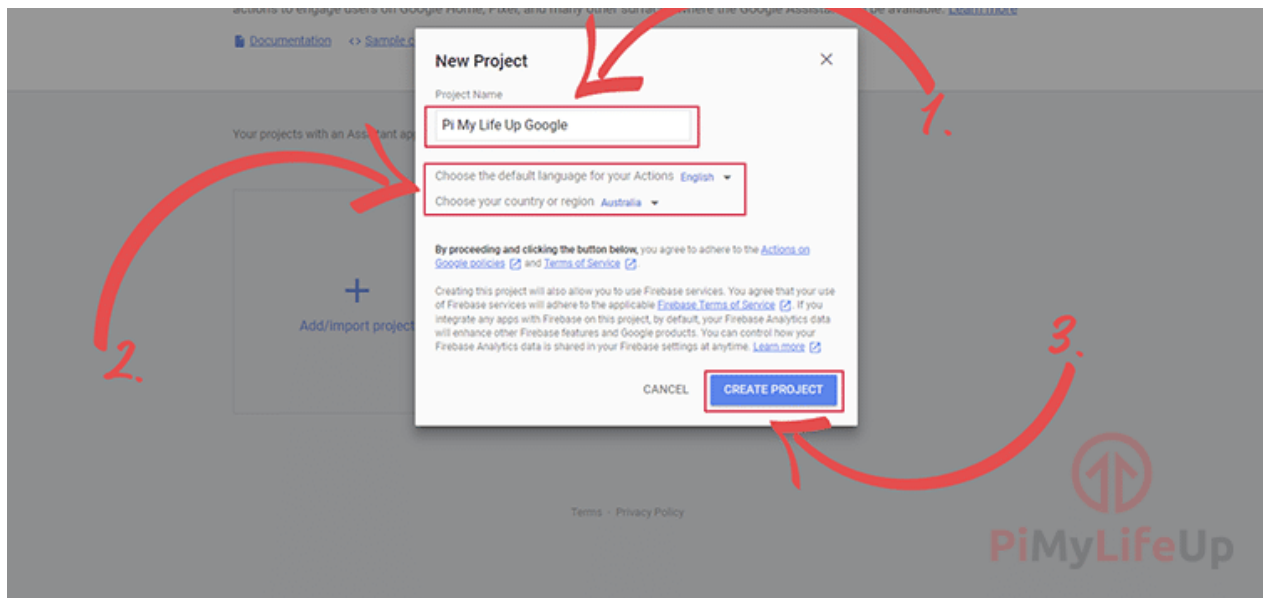 actions to engage users on Google Home, Pixel, and many other surfaces where the Google Assistant be available. Learn more
Documentation <> Sample c
New Project
Project Name
Pi My Life Up Google
1.
Your projects with an Assistant ap
Choose the default language for your Actions English
Choose your country or region Australia
By proceeding and clicking the button below, you agree to adhere to the Actions on
Google policies and Terms of Service .
Creating this project will also allow you to use Firebase services. You agree that your use
of Firebase services will adhere to the applicable Firebase Terms of Service . If you
integrate any apps with Firebase on this project, by default, your Firebase Analytics data
will enhance other Firebase features and Google products. You can control how your
Firebase Analytics data is shared in your Firebase settings at anytime. Learn more
Add/import project
2.
3.
CANCEL CREATE PROJECT
Terms · Privacy Policy
PiMyLifeUp